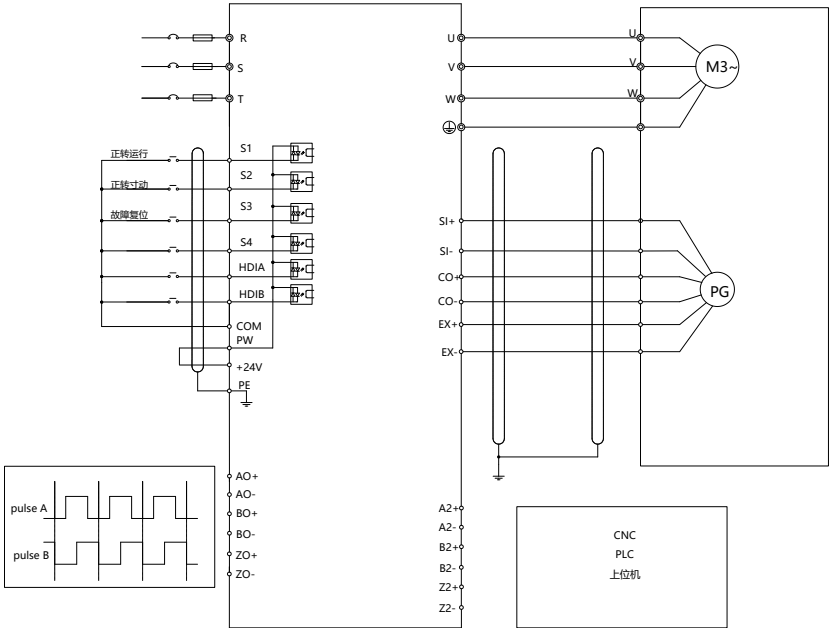 R
S
T
U
V
W
U
V
W
M3~
正转运行
正转寸动
故障复位
S1
S2
S3
S4
HDIA
HDIB
COM
PW
+24V
PE
SI+
SI-
CO+
CO-
EX+
EX-
PG
pulse A
pulse B
AO+
AO-
BO+
BO-
ZO+
ZO-
A2+
A2-
B2+
B2-
Z2+
Z2-
CNC
PLC
上位机